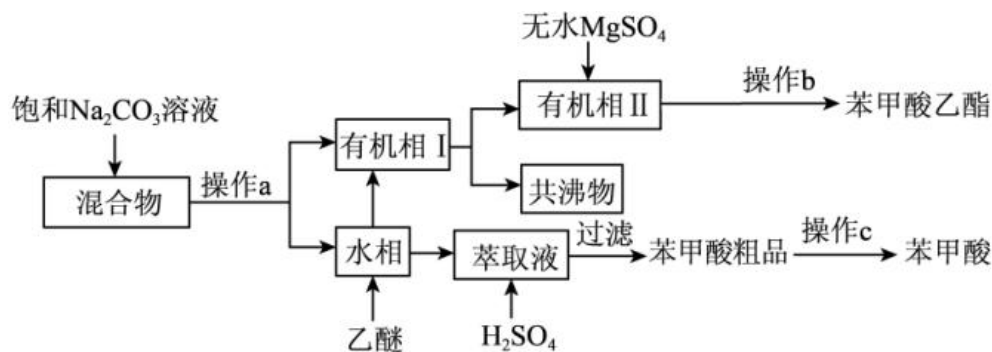 无水MgSO₄
饱和Na₂CO₃溶液
混合物
操作a
有机相Ⅰ
有机相Ⅱ
操作b
苯甲酸乙酯
共沸物
水相
萃取液
过滤
苯甲酸粗品
操作c
苯甲酸
乙醚
H₂SO₄